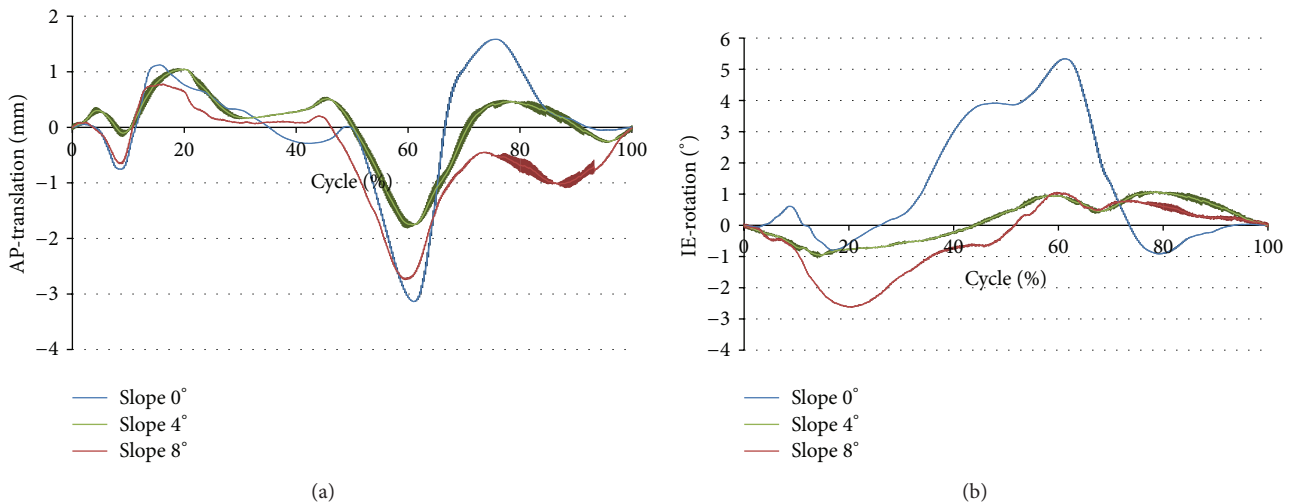 2
1
0
−1
−2
−3
−4
AP-translation (mm)
0
20
40
60
80
100
Cycle (%)
Slope 0°
Slope 4°
Slope 8°
(a)
6
5
4
3
2
1
0
−1
−2
−3
−4
IE-rotation (°)
0
20
40
60
80
100
Cycle (%)
Slope 0°
Slope 4°
Slope 8°
(b)